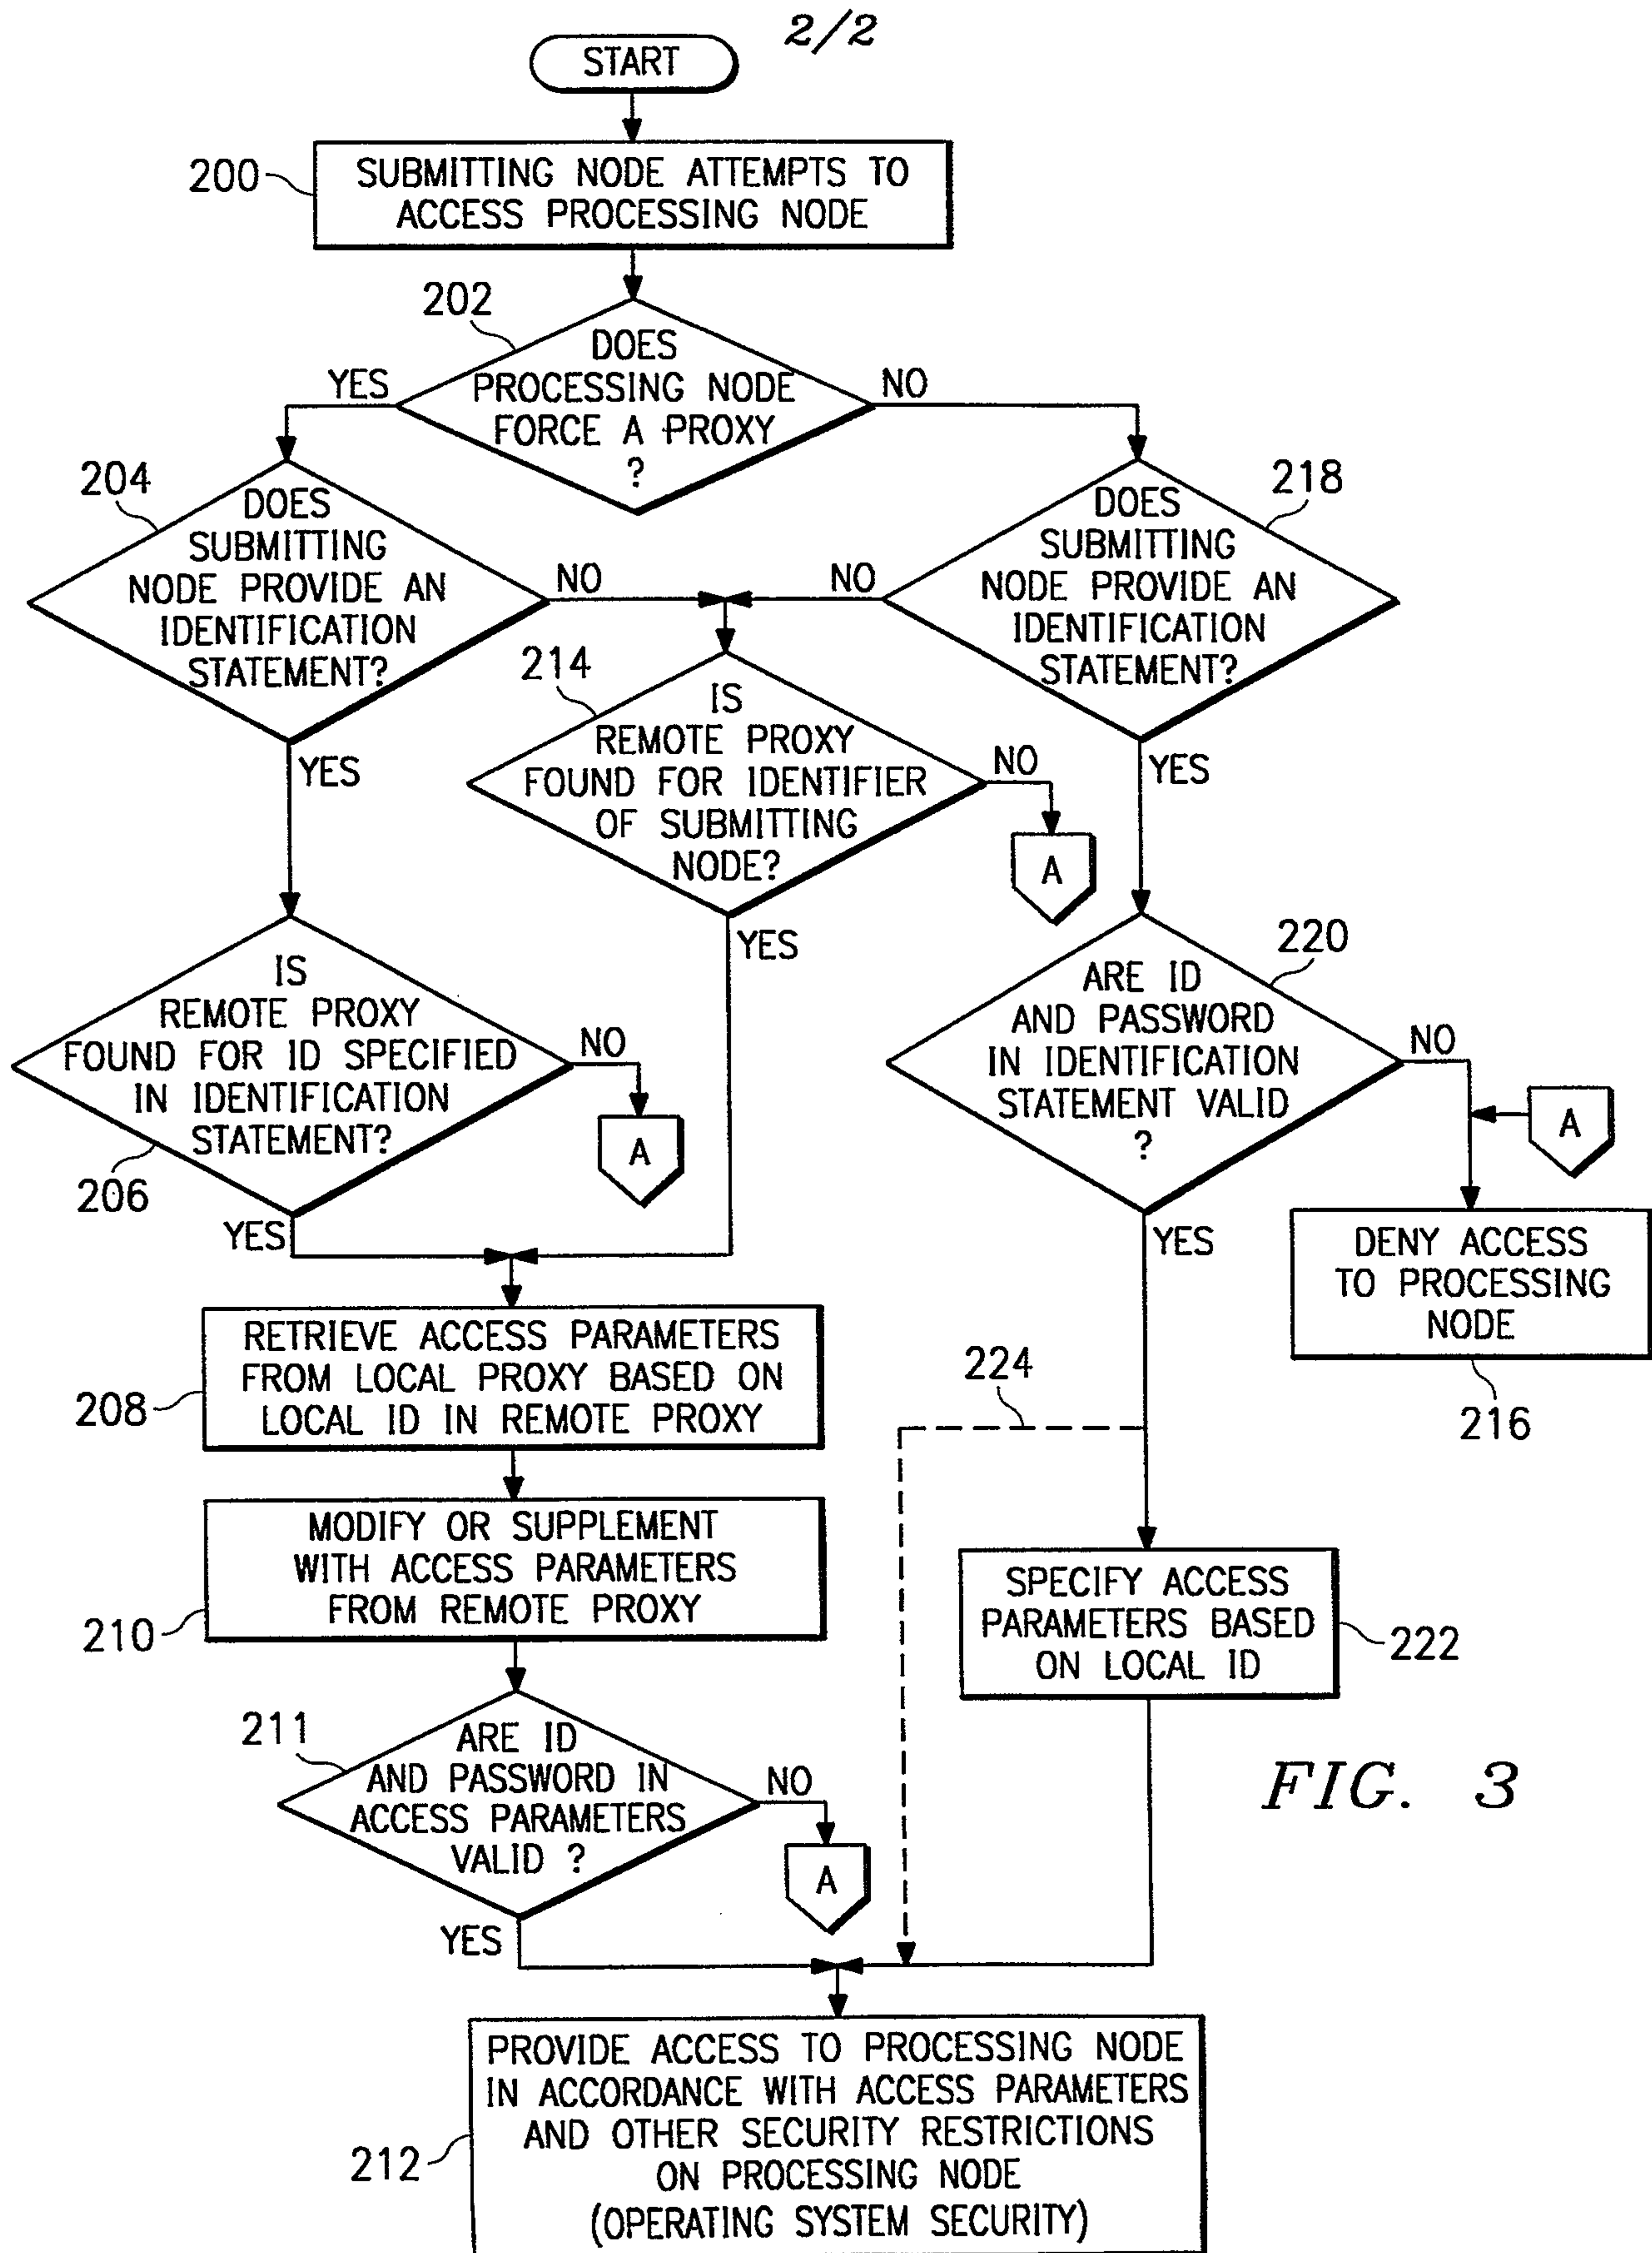 2/2
START
200
SUBMITTING NODE ATTEMPTS TO
ACCESS PROCESSING NODE
202
DOES
PROCESSING NODE
FORCE A PROXY
?
YES
NO
204
DOES
SUBMITTING
NODE PROVIDE AN
IDENTIFICATION
STATEMENT?
NO
YES
218
DOES
SUBMITTING
NODE PROVIDE AN
IDENTIFICATION
STATEMENT?
NO
YES
214
IS
REMOTE PROXY
FOUND FOR IDENTIFIER
OF SUBMITTING
NODE?
NO
A
YES
206
IS
REMOTE PROXY
FOUND FOR ID SPECIFIED
IN IDENTIFICATION
STATEMENT?
NO
A
YES
220
ARE ID
AND PASSWORD
IN IDENTIFICATION
STATEMENT VALID
?
NO
A
YES
DENY ACCESS
TO PROCESSING
NODE
216
208
RETRIEVE ACCESS PARAMETERS
FROM LOCAL PROXY BASED ON
LOCAL ID IN REMOTE PROXY
224
210
MODIFY OR SUPPLEMENT
WITH ACCESS PARAMETERS
FROM REMOTE PROXY
SPECIFY ACCESS
PARAMETERS BASED
ON LOCAL ID
222
211
ARE ID
AND PASSWORD IN
ACCESS PARAMETERS
VALID ?
NO
A
YES
FIG. 3
212
PROVIDE ACCESS TO PROCESSING NODE
IN ACCORDANCE WITH ACCESS PARAMETERS
AND OTHER SECURITY RESTRICTIONS
ON PROCESSING NODE
(OPERATING SYSTEM SECURITY)